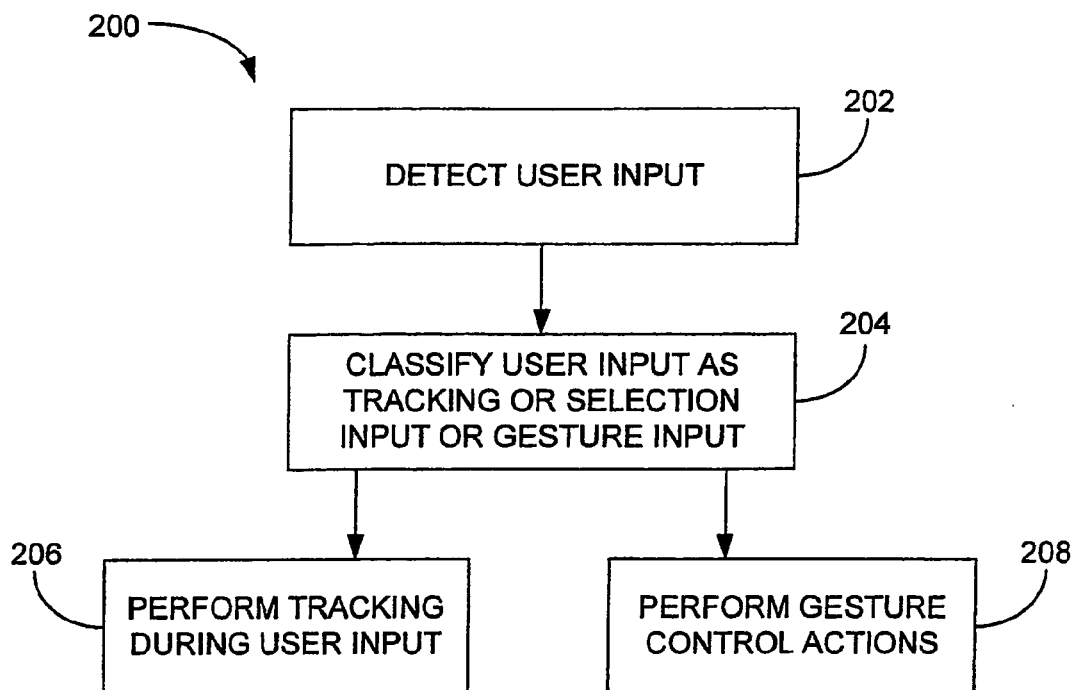 200
202
DETECT USER INPUT
204
CLASSIFY USER INPUT AS
TRACKING OR SELECTION
INPUT OR GESTURE INPUT
206
PERFORM TRACKING
DURING USER INPUT
208
PERFORM GESTURE
CONTROL ACTIONS